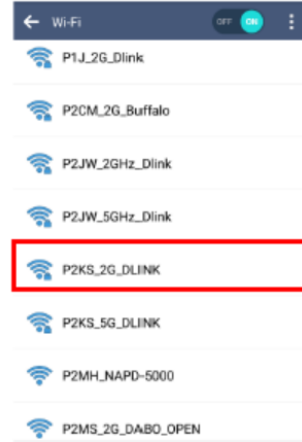 Wi-Fi OFF ON
P1J_2G_Dlink
P2CM_2G_Buffalo
P2JW_2GHz_Dlink
P2JW_5GHz_Dlink
P2KS_2G_DLINK
P2KS_5G_DLINK
P2MH_NAPD-5000
P2MS_2G_DABO_OPEN